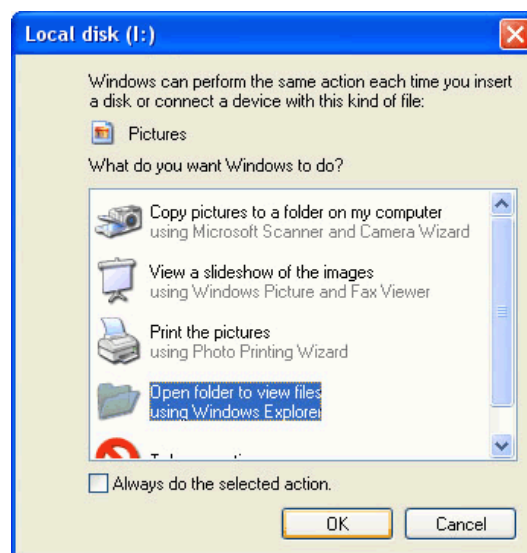 Local disk (I:)
Windows can perform the same action each time you insert
a disk or connect a device with this kind of file:
Pictures
What do you want Windows to do?
Copy pictures to a folder on my computer
using Microsoft Scanner and Camera Wizard
View a slideshow of the images
using Windows Picture and Fax Viewer
Print the pictures
using Photo Printing Wizard
Open folder to view files
using Windows Explorer
Always do the selected action.
OK
Cancel